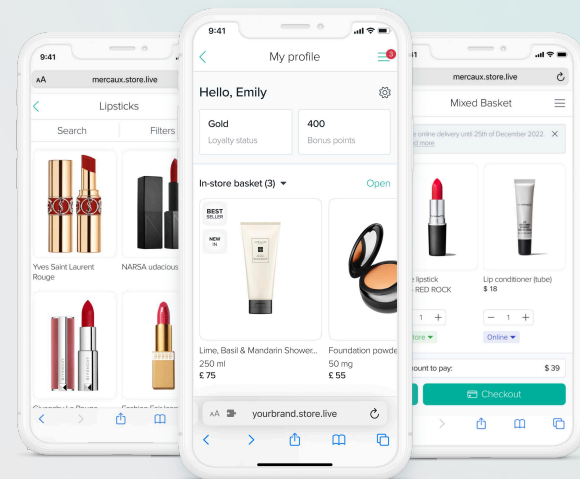 9:41
AA mercaux.store.live
Lipsticks
Search Filters
Yves Saint Laurent
Rouge
NARSA udacious
9:41
My profile
3
Hello, Emily
Gold
Loyalty status
400
Bonus points
In-store basket (3)
Open
BEST
SELLER
NEW
IN
Lime, Basil & Mandarin Shower...
250 ml
£ 75
Foundation powde
50 mg
£ 55
AA yourbrand.store.live
41
mercaux.store.live
Mixed Basket
online delivery until 25th of December 2022.
more
lipstick
RED ROCK
Lip conditioner (tube)
$ 18
1 +
− 1 +
Online
ount to pay: $ 39
Checkout